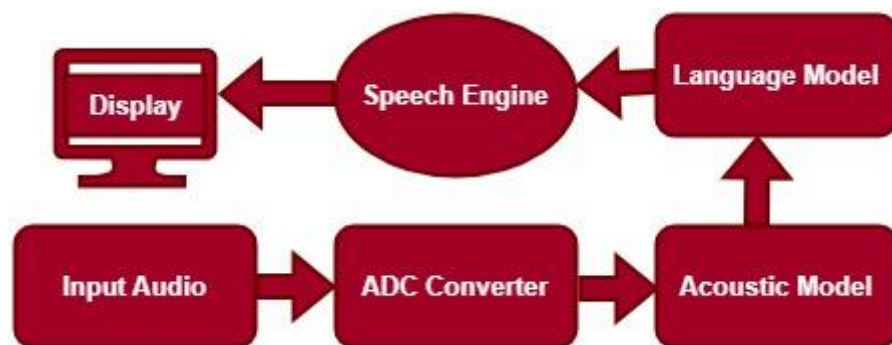 Display
Speech Engine
Language Model
Input Audio
ADC Converter
Acoustic Model